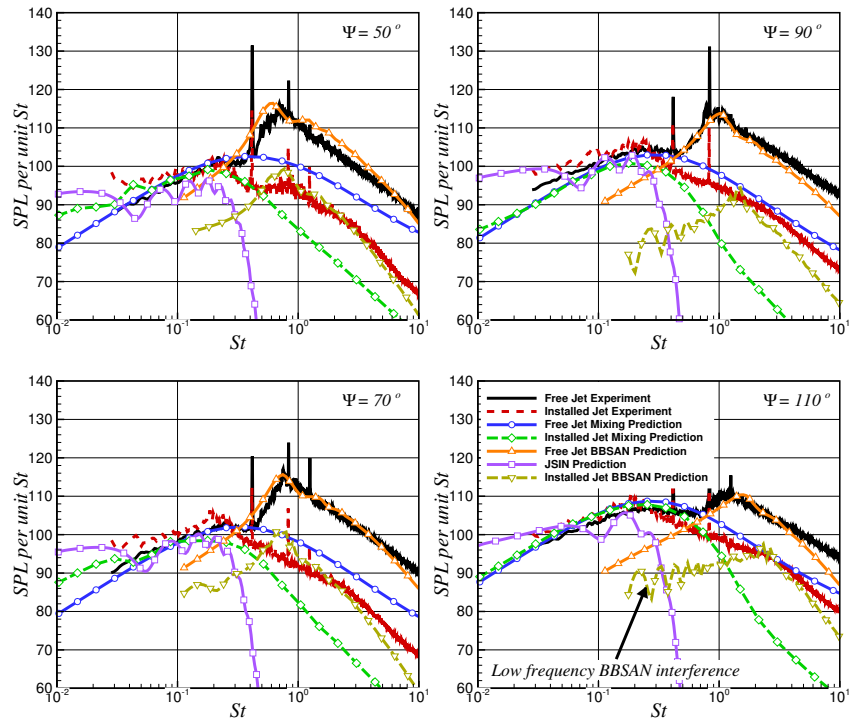 Ψ = 50 °
SPL per unit St
140
130
120
110
100
90
80
70
60
10⁻² 10⁻¹ 10⁰ 10¹
St
Ψ = 90 °
SPL per unit St
140
130
120
110
100
90
80
70
60
10⁻² 10⁻¹ 10⁰ 10¹
St
Ψ = 70 °
SPL per unit St
140
130
120
110
100
90
80
70
60
10⁻² 10⁻¹ 10⁰ 10¹
St
Ψ = 110 °
SPL per unit St
140
130
120
110
100
90
80
70
60
Free Jet Experiment
Installed Jet Experiment
Free Jet Mixing Prediction
Installed Jet Mixing Prediction
Free Jet BBSAN Prediction
JSIN Prediction
Installed Jet BBSAN Prediction
Low frequency BBSAN interference
10⁻² 10⁻¹ 10⁰ 10¹
St